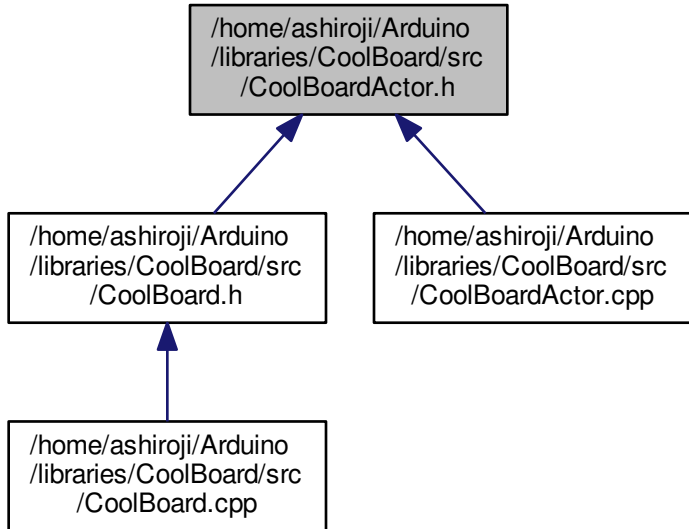 /home/ashiroji/Arduino
/libraries/CoolBoard/src
/CoolBoardActor.h
/home/ashiroji/Arduino
/libraries/CoolBoard/src
/CoolBoard.h
/home/ashiroji/Arduino
/libraries/CoolBoard/src
/CoolBoardActor.cpp
/home/ashiroji/Arduino
/libraries/CoolBoard/src
/CoolBoard.cpp